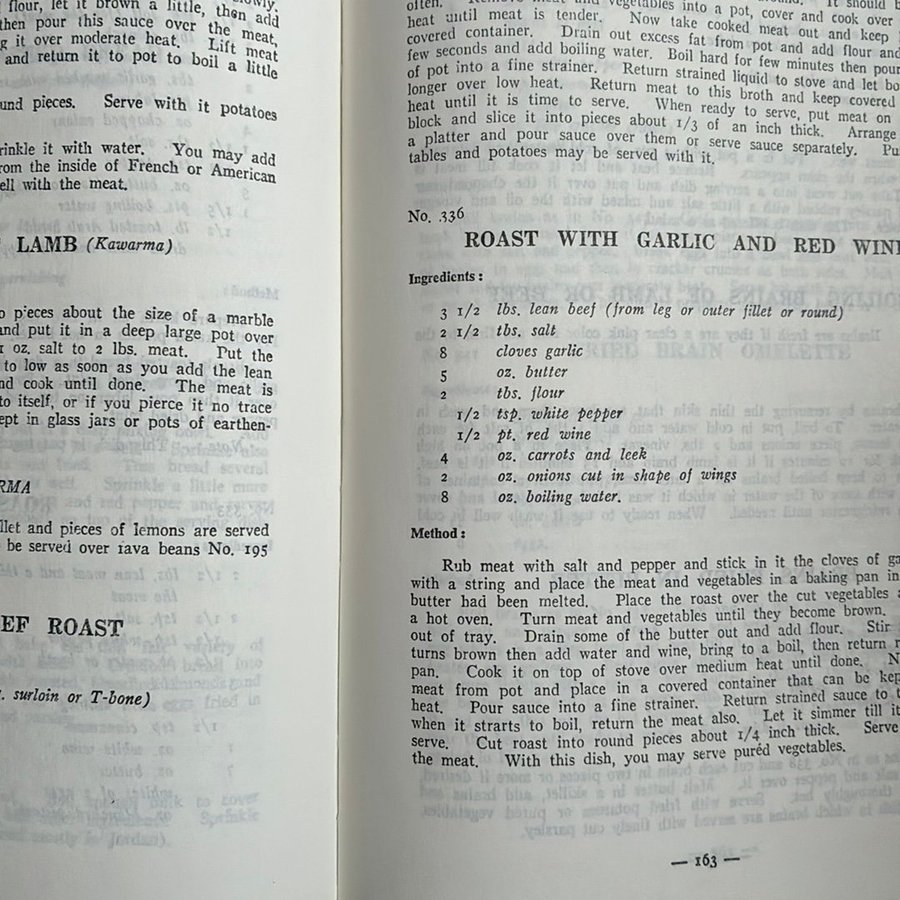 flour, let it brown a little, then add
then pour this sauce over the meat,
it over moderate heat. Lift meat
and return it to pot to boil a little
und pieces. Serve with it potatoes
rinkle it with water. You may add
rom the inside of French or American
ell with the meat.
LAMB (Kawarma)
o pieces about the size of a marble
and put it in a deep large pot over
1 oz. salt to 2 lbs. meat. Put the
to low as soon as you add the lean
nd cook until done. The meat is
to itself, or if you pierce it no trace
ept in glass jars or pots of earthen-
RMA
llet and pieces of lemons are served
be served over fava beans No. 195
EF ROAST
. surloin or T-bone)
often. Remove meat and vegetables into a pot, cover and cook over
heat until meat is tender. Now take cooked meat out and keep
covered container. Drain out excess fat from pot and add flour and
few seconds and add boiling water. Boil hard for few minutes then pour
of pot into a fine strainer. Return strained liquid to stove and let bo
longer over low heat. Return meat to this broth and keep covered
heat until it is time to serve. When ready to serve, put meat on
block and slice it into pieces about 1/3 of an inch thick. Arrange
a platter and pour sauce over them or serve sauce separately. Pu
tables and potatoes may be served with it.
No. 336
ROAST WITH GARLIC AND RED WINE
Ingredients :
3 1/2 lbs. lean beef (from leg or outer fillet or round)
2 1/2 tbs. salt
8 cloves garlic
5 oz. butter
2 tbs. flour
1/2 tsp. white pepper
1/2 pt. red wine
4 oz. carrots and leek
2 oz. onions cut in shape of wings
8 oz. boiling water.
Method :
Rub meat with salt and pepper and stick in it the cloves of ga
with a string and place the meat and vegetables in a baking pan in
butter had been melted. Place the roast over the cut vegetables a
a hot oven. Turn meat and vegetables until they become brown.
out of tray. Drain some of the butter out and add flour. Stir
turns brown then add water and wine, bring to a boil, then return
pan. Cook it on top of stove over medium heat until done. N
meat from pot and place in a covered container that can be kep
heat. Pour sauce into a fine strainer. Return strained sauce to
when it strarts to boil, return the meat also. Let it simmer till it
serve. Cut roast into round pieces about 1/4 inch thick. Serve
the meat. With this dish, you may serve puréd vegetables.
— 163 —